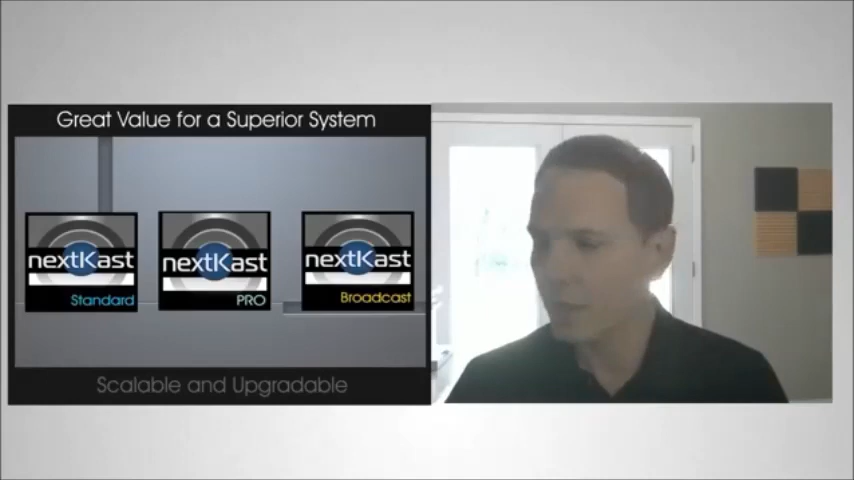 Great Value for a Superior System
nextKast
Standard
nextKast
PRO
nextKast
Broadcast
Scalable and Upgradable